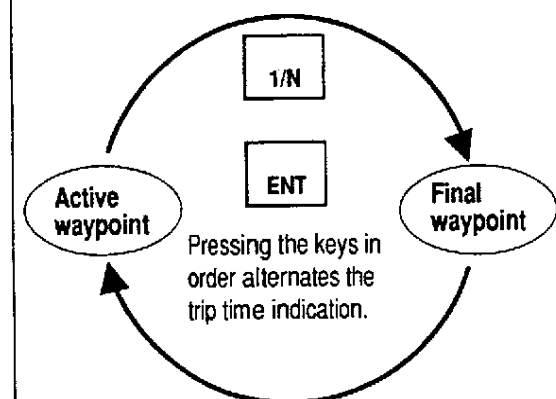 1/N
ENT
Active
waypoint
Final
waypoint
Pressing the keys in
order alternates the
trip time indication.